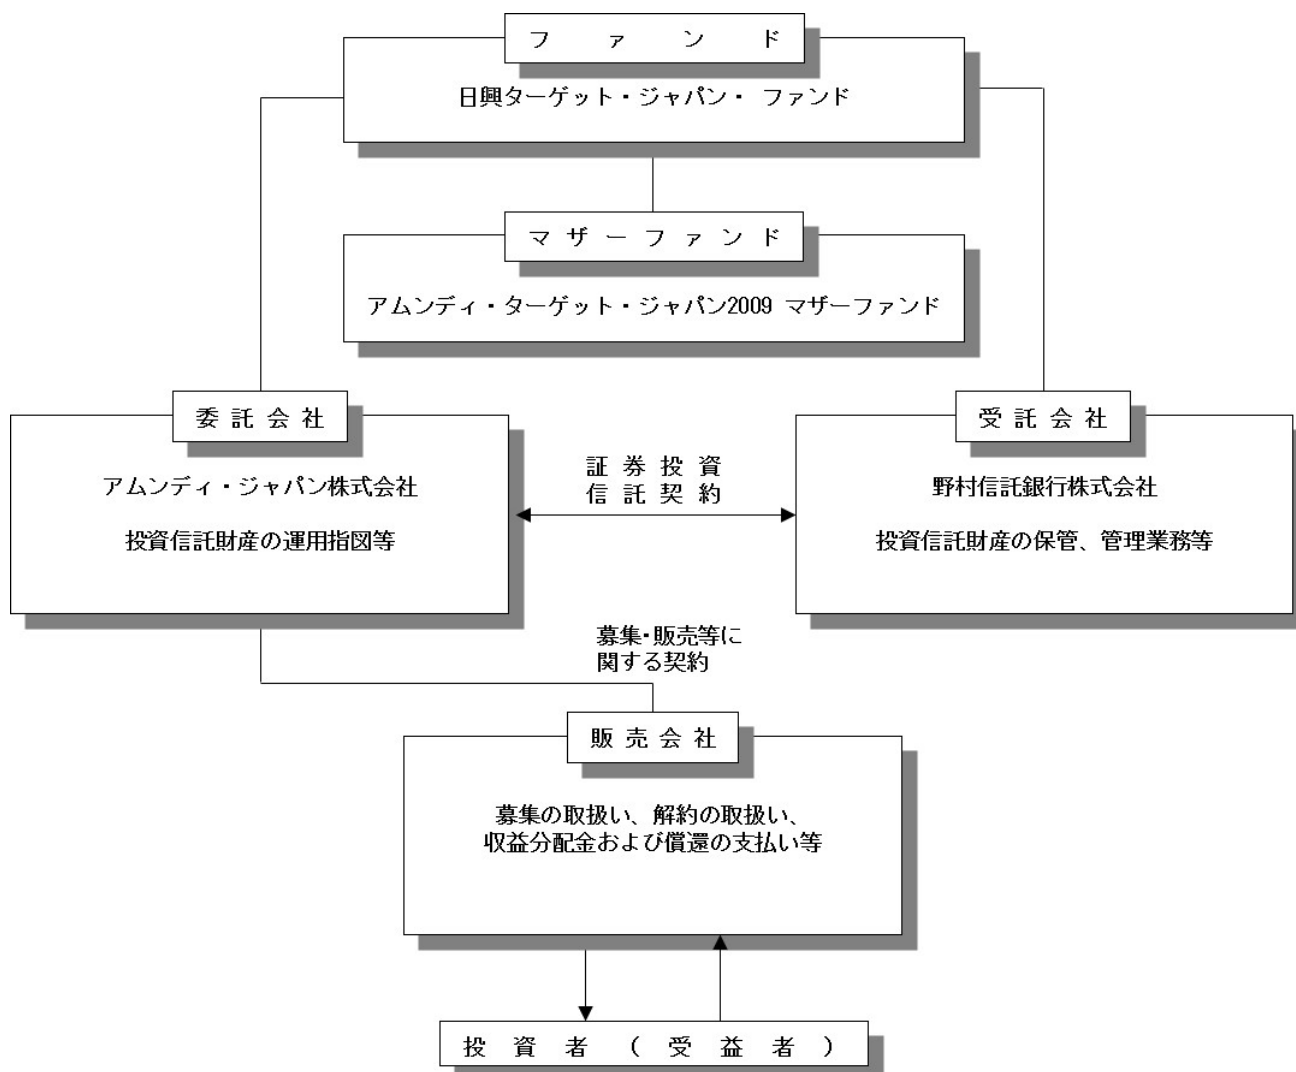 ファンド
日興ターゲット・ジャパン・ ファンド
マザーファンド
アムンディ・ターゲット・ジャパン2009 マザーファンド
委託会社
アムンディ・ジャパン株式会社
投資信託財産の運用指図等
証券投資
信託契約
受託会社
野村信託銀行株式会社
投資信託財産の保管、管理業務等
募集・販売等に
関する契約
販売会社
募集の取扱い、解約の取扱い、
収益分配金および償還の支払い等
投資者(受益者)